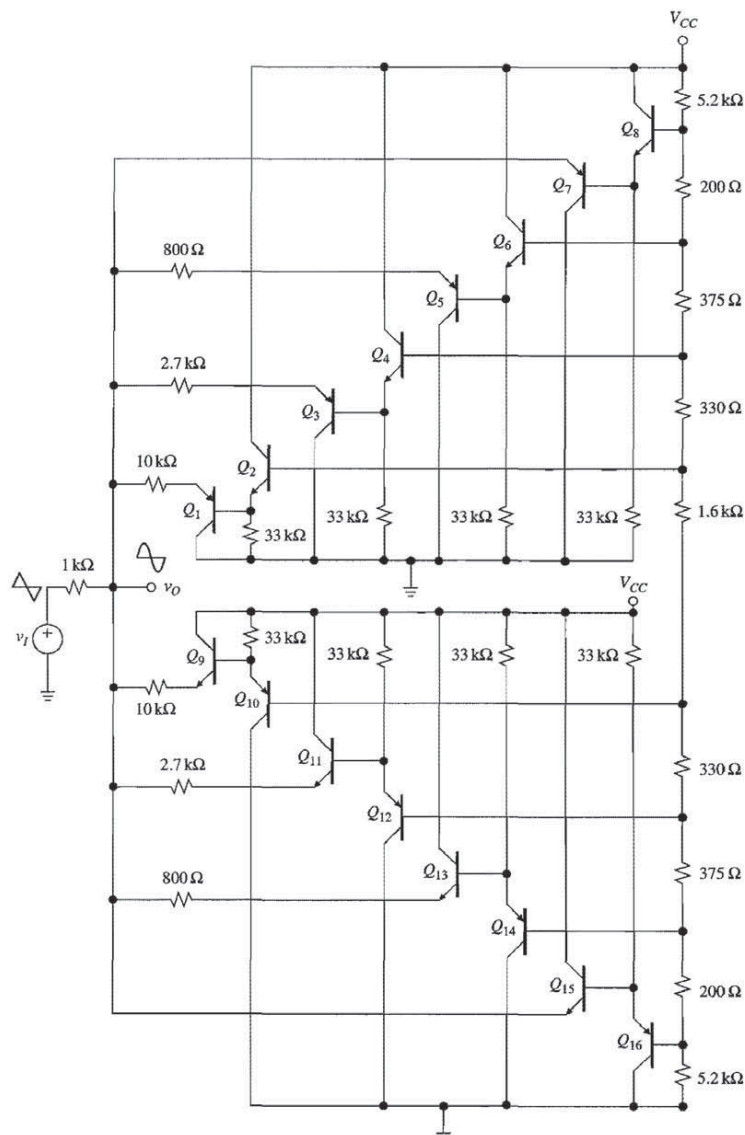 V_CC
5.2 kΩ
Q_8
Q_7
200 Ω
Q_6
800 Ω
Q_5
375 Ω
Q_4
2.7 kΩ
Q_3
330 Ω
10 kΩ
Q_2
Q_1
33 kΩ
33 kΩ
33 kΩ
33 kΩ
1.6 kΩ
1 kΩ
v_O
V_CC
v_I
+
Q_9
33 kΩ
33 kΩ
33 kΩ
33 kΩ
10 kΩ
Q_10
2.7 kΩ
Q_11
330 Ω
Q_12
800 Ω
Q_13
375 Ω
Q_14
Q_15
200 Ω
Q_16
5.2 kΩ